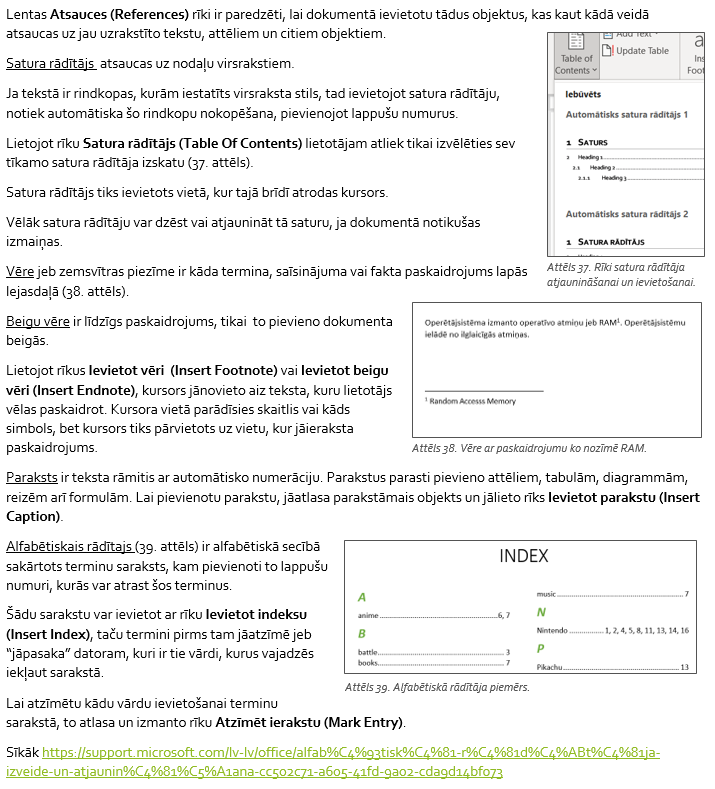 Lentas Atsauces (References) rīki ir paredzēti, lai dokumentā ievietotu tādus objektus, kas kaut kādā veidā
atsaucas uz jau uzrakstīto tekstu, attēliem un citiem objektiem.
Satura rādītājs atsaucas uz nodaļu virsrakstiem.
Ja tekstā ir rindkopas, kurām iestatīts virsraksta stils, tad ievietojot satura rādītāju,
notiek automātiska šo rindkopu nokopēšana, pievienojot lappušu numurus.
Lietojot rīku Satura rādītājs (Table Of Contents) lietotājam atliek tikai izvēlēties sev
tīkamo satura rādītāja izskatu (37. attēls).
Satura rādītājs tiks ievietots vietā, kur tajā brīdī atrodas kursors.
Vēlāk satura rādītāju var dzēst vai atjaunināt tā saturu, ja dokumentā notikušas
izmaiņas.
Table of
Contents
Add Text
Update Table
Ins
Foot
Iebūvēts
Automātisks satura rādītājs 1
1 SATURS
2 Heading 1
2.1 Heading 2
2.1.1 Heading 3
Automātisks satura rādītājs 2
1 SATURA RĀDĪTĀJS
Attēls 37. Rīki satura rādītāja
atjaunināšanai un ievietošanai.
Vēre jeb zemsvītras piezīme ir kāda termina, saīsinājuma vai fakta paskaidrojums lapās
lejasdaļā (38. attēls).
Beigu vēre ir līdzīgs paskaidrojums, tikai to pievieno dokumenta
beigās.
Lietojot rīkus Ievietot vēri (Insert Footnote) vai Ievietot beigu
vēri (Insert Endnote), kursors jānovieto aiz teksta, kuru lietotājs
vēlas paskaidrot. Kursora vietā parādīsies skaitlis vai kāds
simbols, bet kursors tiks pārvietots uz vietu, kur jāieraksta
paskaidrojums.
Operētājsistēma izmanto operatīvo atmiņu jeb RAM¹. Operētājsistēmu
ielādē no ilglaicīgās atmiņas.
¹ Random Accesss Memory
Attēls 38. Vēre ar paskaidrojumu ko nozīmē RAM.
Paraksts ir teksta rāmītis ar automātisko numerāciju. Parakstus parasti pievieno attēliem, tabulām, diagrammām,
reizēm arī formulām. Lai pievienotu parakstu, jāatlasa parakstāmais objekts un jālieto rīks Ievietot parakstu (Insert
Caption).
Alfabētiskais rādītajs (39. attēls) ir alfabētiskā secībā
sakārtots terminu saraksts, kam pievienoti to lappušu
numuri, kurās var atrast šos terminus.
Šādu sarakstu var ievietot ar rīku Ievietot indeksu
(Insert Index), taču termini pirms tam jāatzīmē jeb
“jāpasaka” datoram, kuri ir tie vārdi, kurus vajadzēs
iekļaut sarakstā.
Lai atzīmētu kādu vārdu ievietošanai terminu
sarakstā, to atlasa un izmanto rīku Atzīmēt ierakstu (Mark Entry).
INDEX
A
anime 6, 7
B
battle 3
books 7
music 7
N
Nintendo 1, 2, 4, 5, 8, 11, 13, 14, 16
P
Pikachu 13
Attēls 39. Alfabētiskā rādītāja piemērs.
Sīkāk https://support.microsoft.com/lv-lv/office/alfab%C4%93tisk%C4%81-r%C4%81d%C4%ABt%C4%81ja-
izveide-un-atjaunin%C4%81%C5%A1ana-cc502c71-a605-41fd-9a02-cda9d14bf073